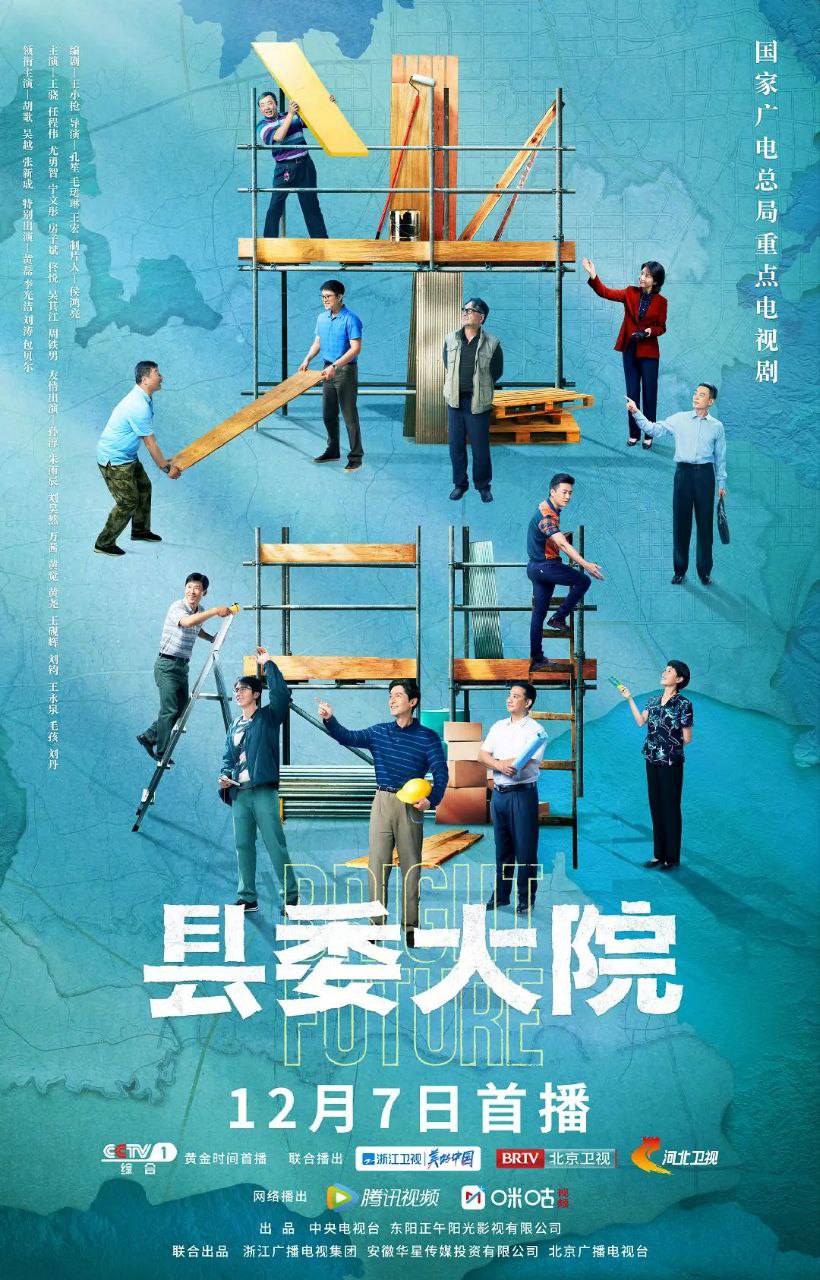 国家广电总局重点电视剧
编剧—王小枪 导演—孔笙 毛溦琳 王宏 制片人—侯鸿亮
主演—王骁 任程伟 尤勇智 宁文彤 房子斌 佟悦 吴其江 周铁男 友情出演—孙淳 朱雨辰 刘昊然 万茜 黄觉 黄尧 王砚辉 刘钧 王永泉 毛孩 刘丹
领衔主演—胡歌 吴越 张新成 特别出演—黄磊 李光洁 刘涛 包贝尔
BRIGHT
县委大院
FUTURE
12月7日首播
CCTV 1 综合 黄金时间首播 联合播出 浙江卫视 美好中国 BRTV 北京卫视 河北卫视
网络播出 腾讯视频 咪咕视频
出品 中央电视台 东阳正午阳光影视有限公司
联合出品 浙江广播电视集团 安徽华星传媒投资有限公司 北京广播电视台